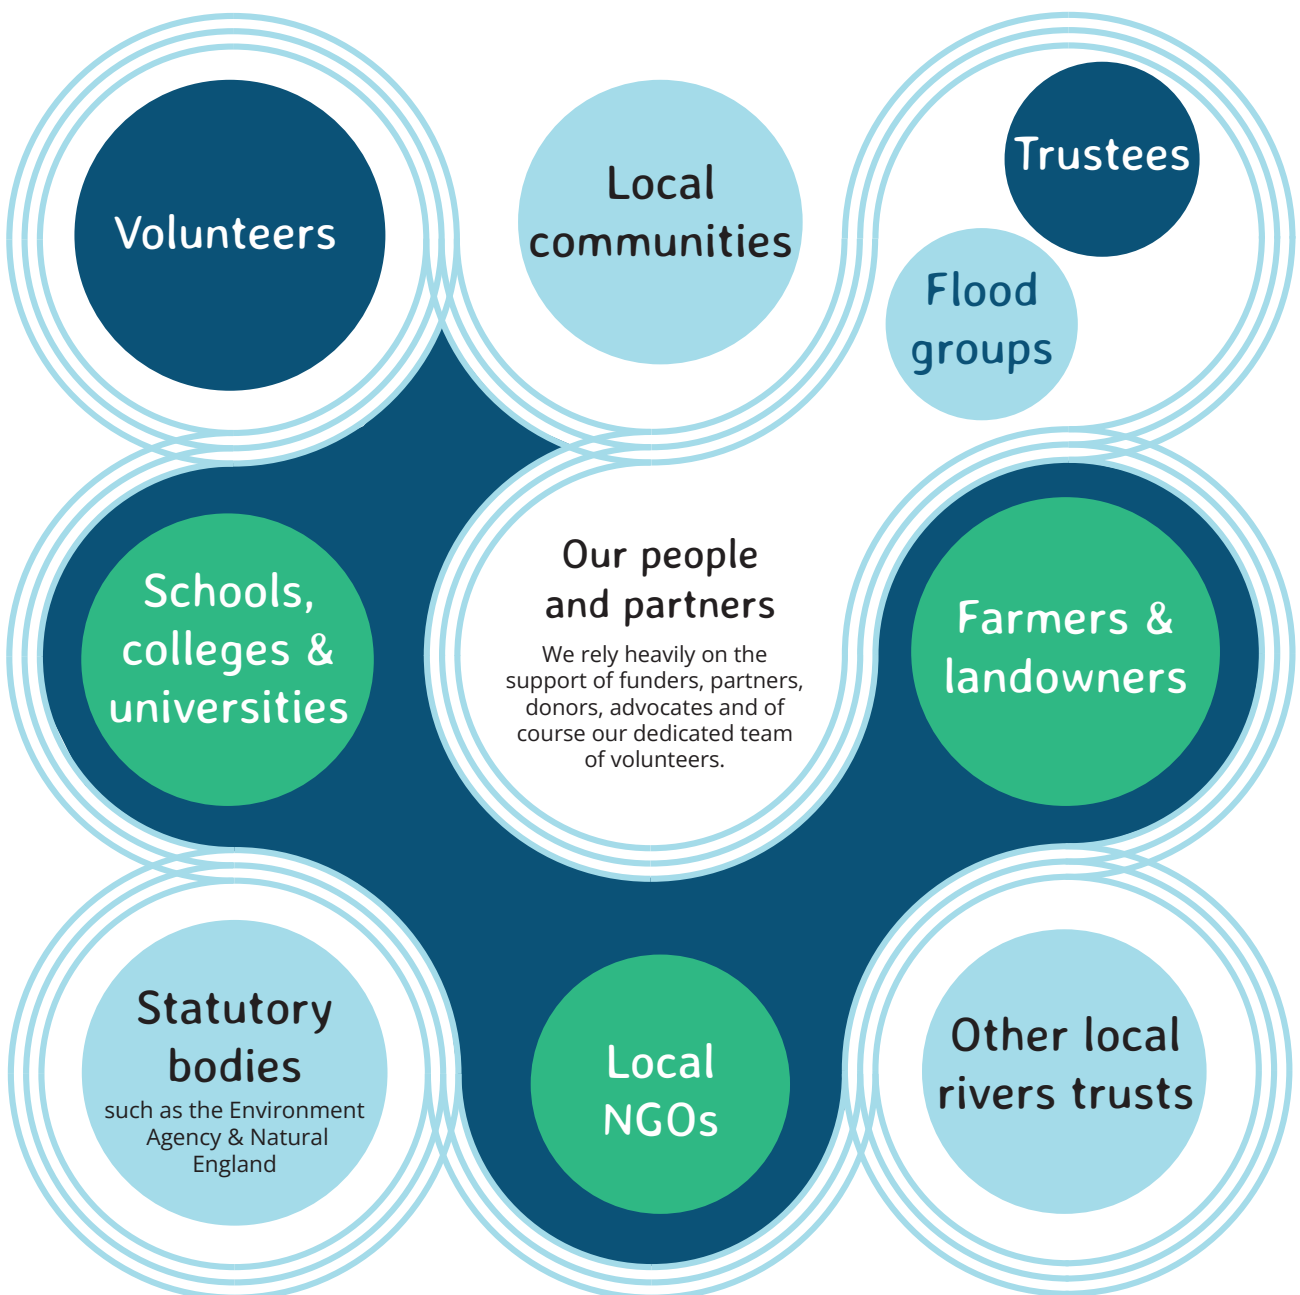 Volunteers
Local
communities
Trustees
Flood
groups
Schools,
colleges &
universities
Our people
and partners
We rely heavily on the
support of funders, partners,
donors, advocates and of
course our dedicated team
of volunteers.
Farmers &
landowners
Statutory
bodies
such as the Environment
Agency & Natural
England
Local
NGOs
Other local
rivers trusts